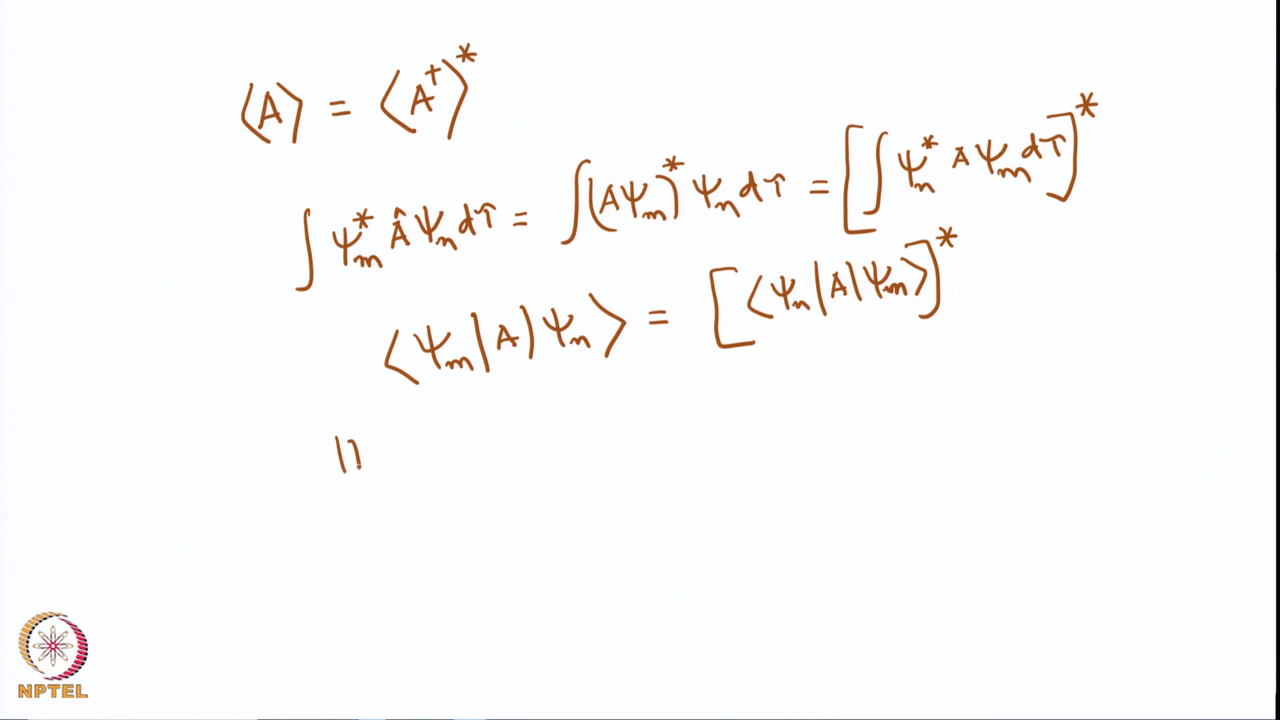 ⟨A⟩ = ⟨A†⟩*
∫ψₘ* Â ψₙ dτ = ∫(Aψₘ)* ψₙ dτ = [∫ψₙ* A ψₘ dτ]*
⟨ψₘ|A|ψₙ⟩ = [⟨ψₙ|A|ψₘ⟩]*
NPTEL